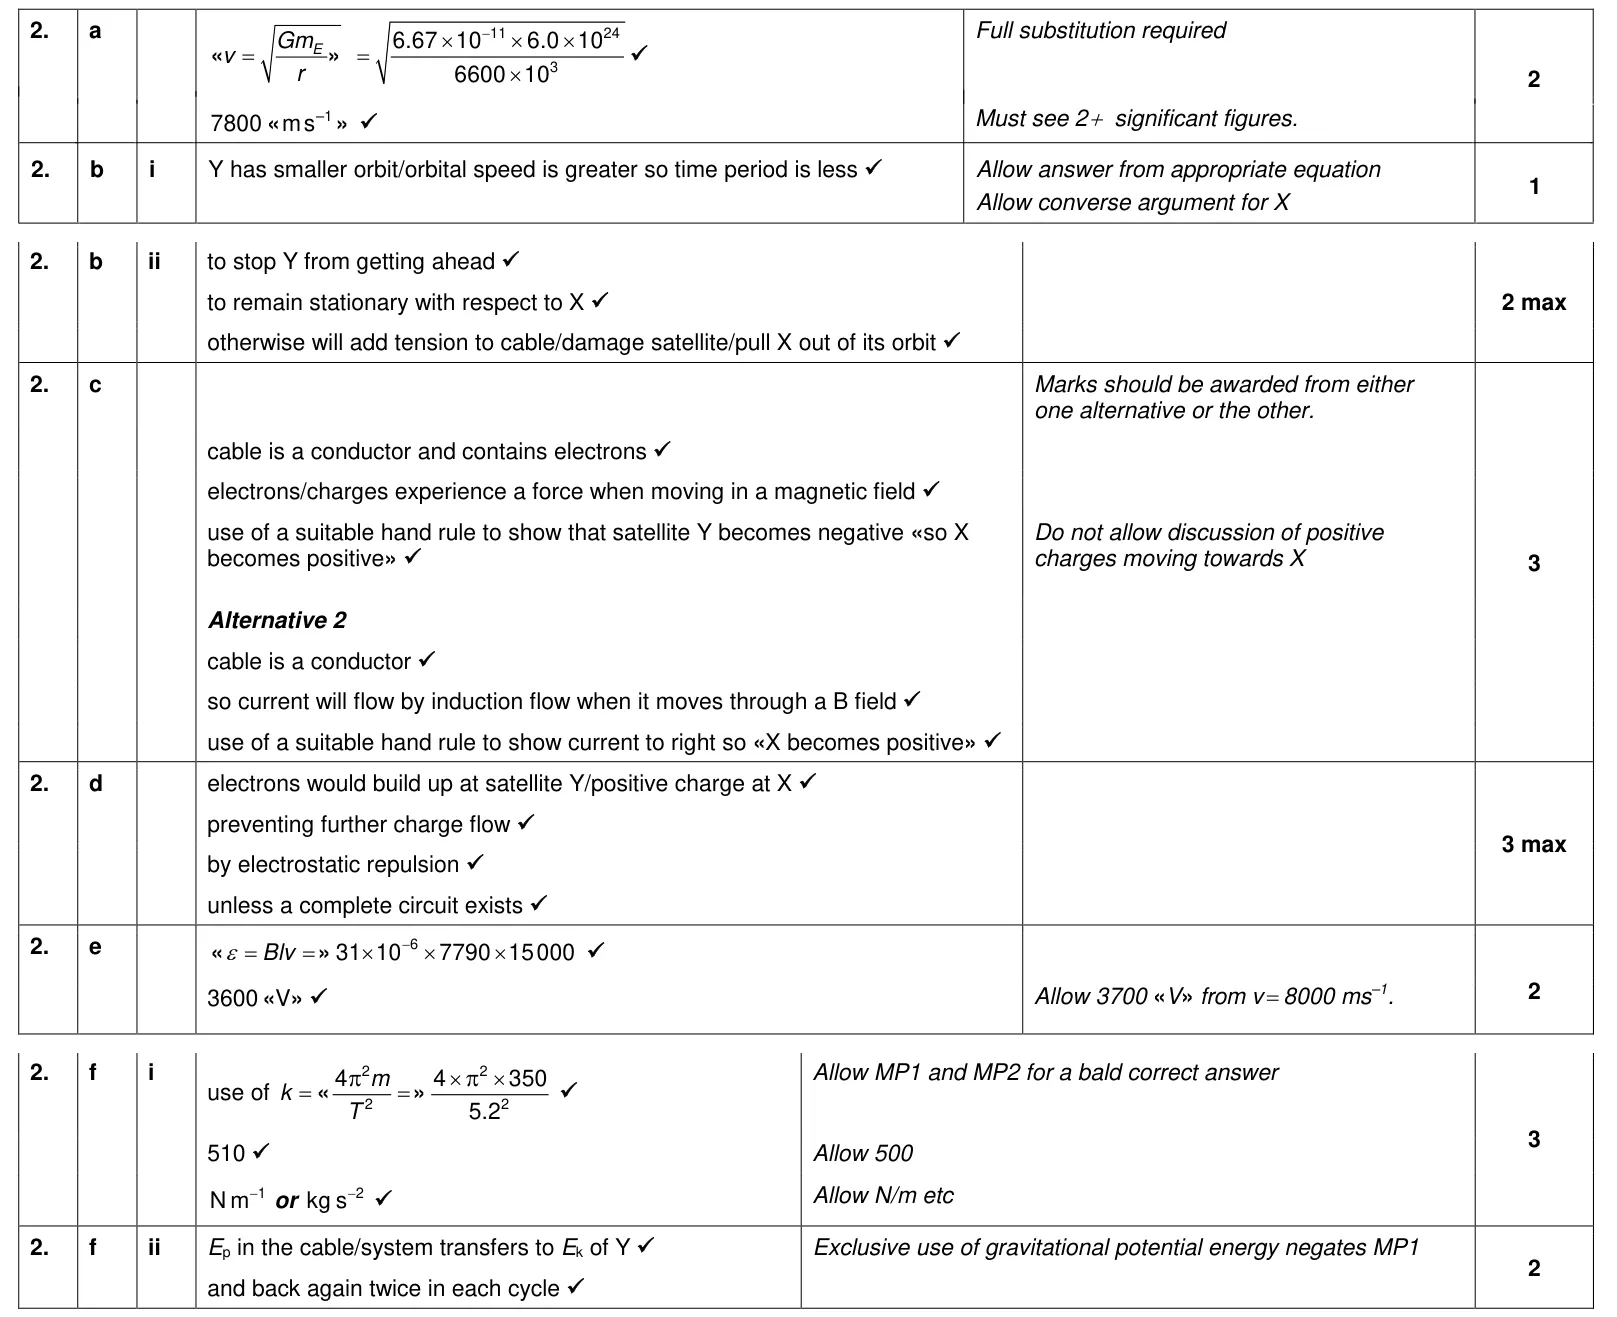 2. a «v = √(Gm_E / r)» = √(6.67×10⁻¹¹×6.0×10²⁴ / 6600×10³) ✓ Full substitution required 2
7800 «m s⁻¹» ✓ Must see 2+ significant figures.
2. b i Y has smaller orbit/orbital speed is greater so time period is less ✓ Allow answer from appropriate equation 1
Allow converse argument for X
2. b ii to stop Y from getting ahead ✓
to remain stationary with respect to X ✓ 2 max
otherwise will add tension to cable/damage satellite/pull X out of its orbit ✓
2. c Marks should be awarded from either
one alternative or the other.
cable is a conductor and contains electrons ✓
electrons/charges experience a force when moving in a magnetic field ✓
use of a suitable hand rule to show that satellite Y becomes negative «so X Do not allow discussion of positive
becomes positive» ✓ charges moving towards X 3
Alternative 2
cable is a conductor ✓
so current will flow by induction flow when it moves through a B field ✓
use of a suitable hand rule to show current to right so «X becomes positive» ✓
2. d electrons would build up at satellite Y/positive charge at X ✓
preventing further charge flow ✓ 3 max
by electrostatic repulsion ✓
unless a complete circuit exists ✓
2. e «ε = Blv =» 31×10⁻⁶×7790×15000 ✓
3600 «V» ✓ Allow 3700 «V» from v = 8000 ms⁻¹. 2
2. f i use of k = «4π²m / T² =» 4×π²×350 / 5.2² ✓ Allow MP1 and MP2 for a bald correct answer
510 ✓ Allow 500 3
N m⁻¹ or kg s⁻² ✓ Allow N/m etc
2. f ii Eₚ in the cable/system transfers to Eₖ of Y ✓ Exclusive use of gravitational potential energy negates MP1 2
and back again twice in each cycle ✓